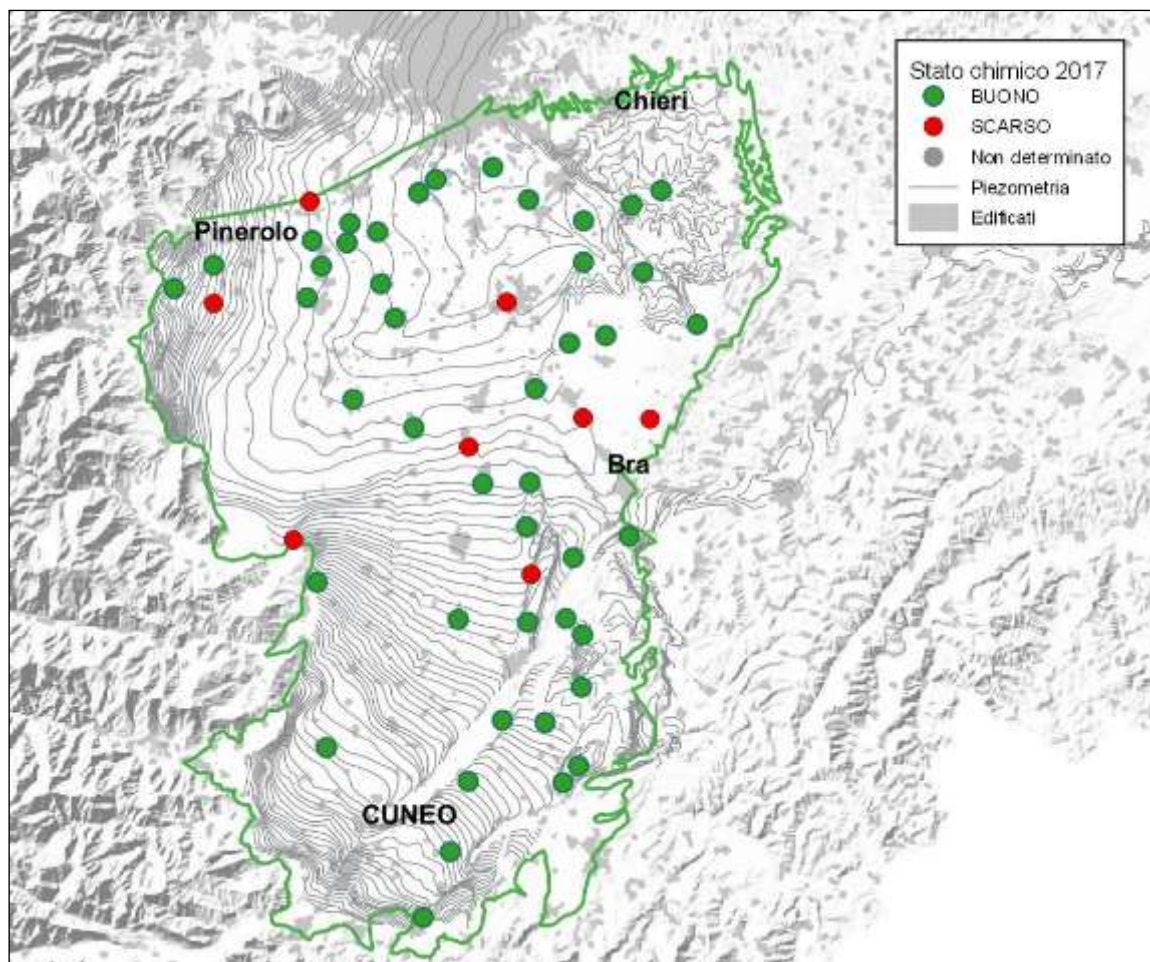 Stato chimico 2017
BUONO
SCARSO
Non determinato
Piezometria
Edificati
Chieri
Pinerolo
Bra
CUNEO